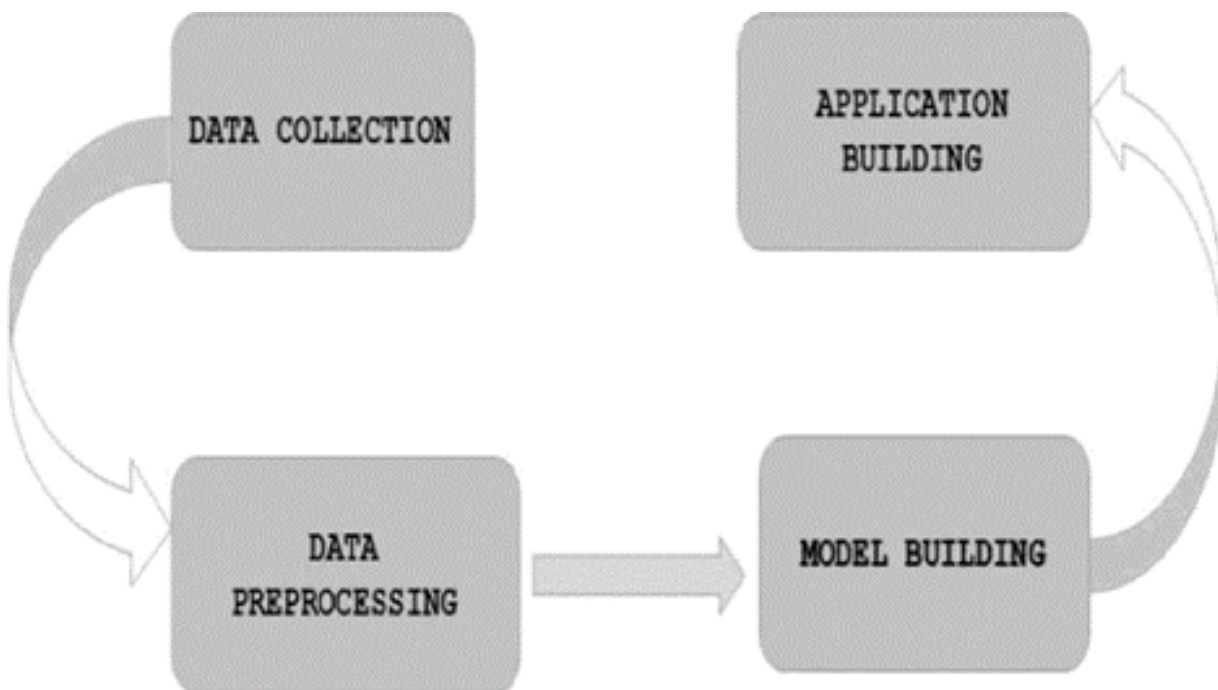 DATA COLLECTION
DATA
PREPROCESSING
MODEL BUILDING
APPLICATION
BUILDING